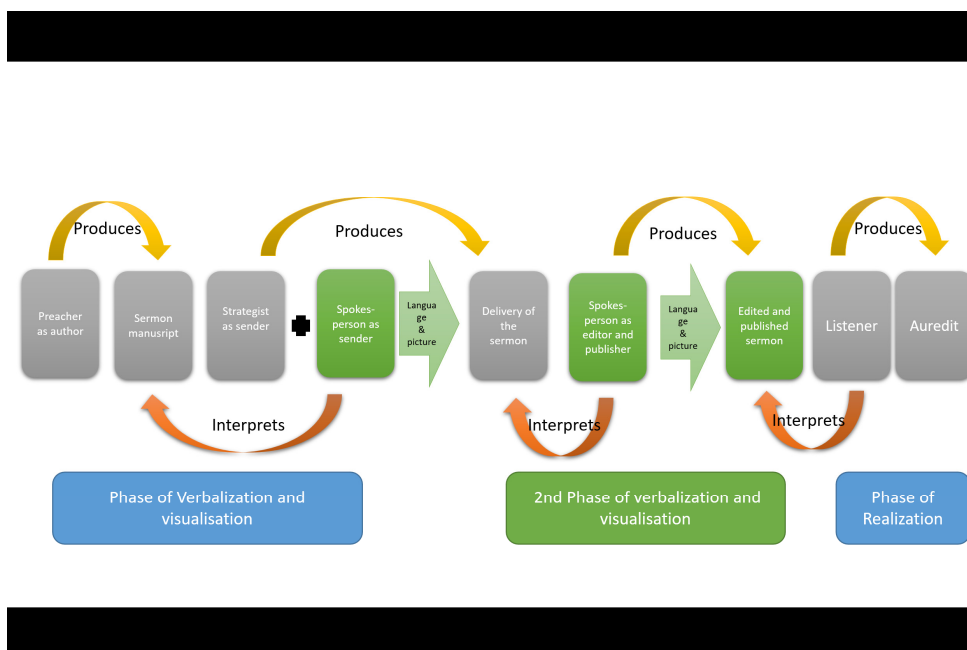 Produces
Produces
Produces
Produces
Preacher
as author
Sermon
manusript
Strategist
as sender
Spokes-
person as
sender
Langua
ge
&
picture
Delivery of
the
sermon
Spokes-
person as
editor and
publisher
Langua
ge
&
picture
Edited and
published
sermon
Listener
Auredit
Interprets
Interprets
Interprets
Phase of Verbalization and
visualisation
2nd Phase of verbalization and
visualisation
Phase of
Realization